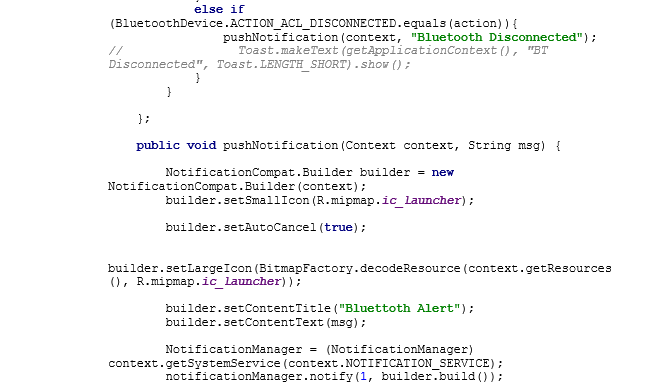 else if
(BluetoothDevice.ACTION_ACL_DISCONNECTED.equals(action)){
pushNotification(context, "Bluetooth Disconnected");
// Toast.makeText(getApplicationContext(), "BT
Disconnected", Toast.LENGTH_SHORT).show();
}
}
};
public void pushNotification(Context context, String msg) {
NotificationCompat.Builder builder = new
NotificationCompat.Builder(context);
builder.setSmallIcon(R.mipmap.ic_launcher);
builder.setAutoCancel(true);
builder.setLargeIcon(BitmapFactory.decodeResource(context.getResources
(), R.mipmap.ic_launcher));
builder.setContentTitle("Bluettoth Alert");
builder.setContentText(msg);
NotificationManager = (NotificationManager)
context.getSystemService(context.NOTIFICATION_SERVICE);
notificationManager.notify(1, builder.build());